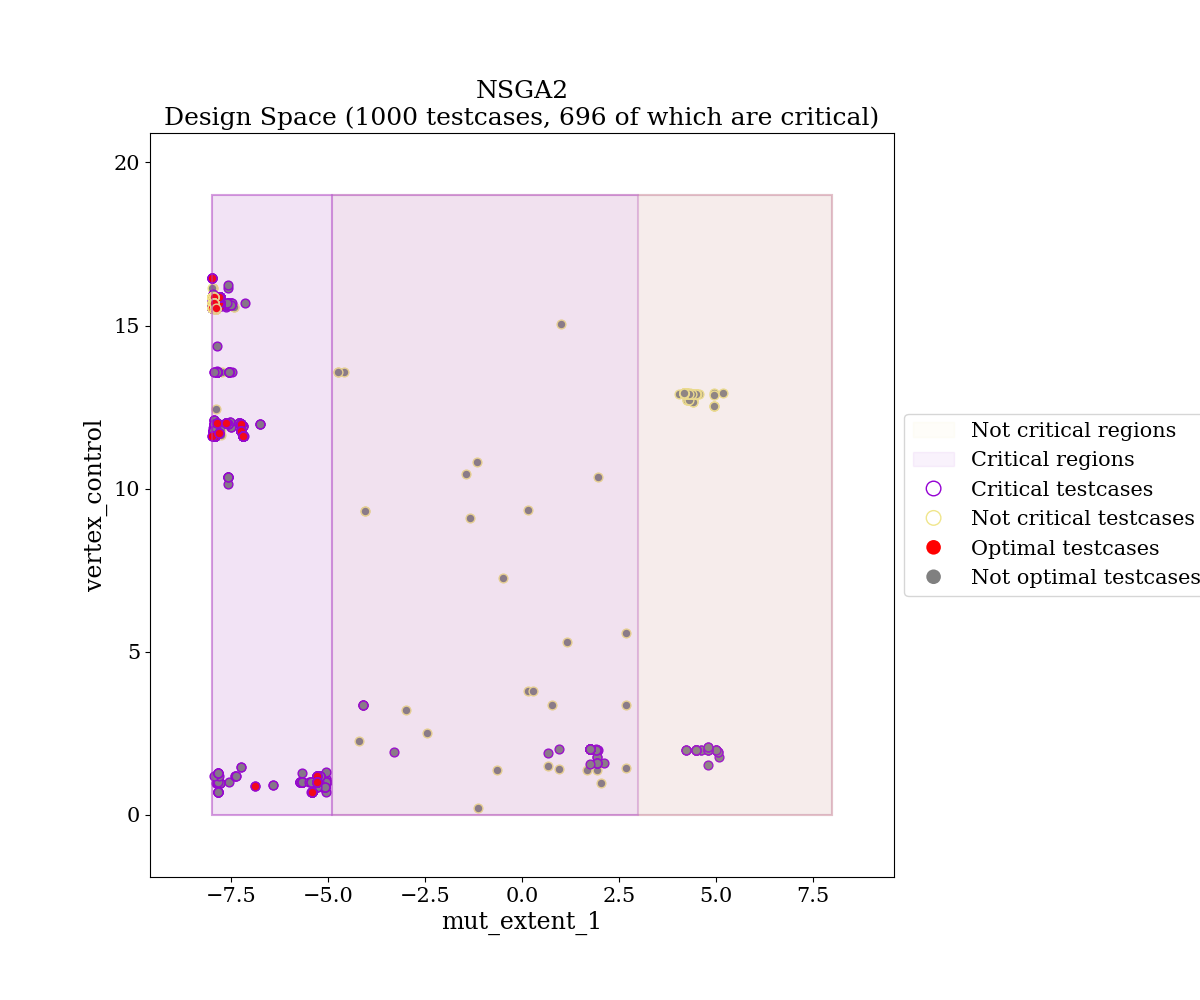 NSGA2
Design Space (1000 testcases, 696 of which are critical)
20
15
10
5
0
vertex_control
−7.5
−5.0
−2.5
0.0
2.5
5.0
7.5
mut_extent_1
Not critical regions
Critical regions
Critical testcases
Not critical testcases
Optimal testcases
Not optimal testcases